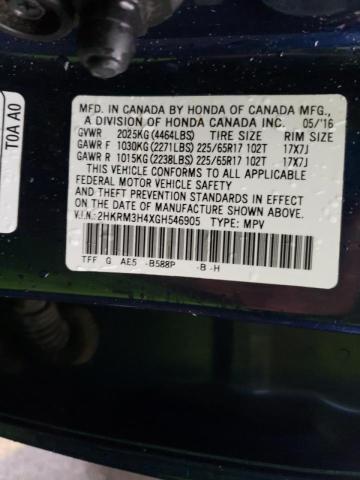 MFD. IN CANADA BY HONDA OF CANADA MFG.,
A DIVISION OF HONDA CANADA INC. 05/'16
GVWR 2025KG (4464LBS) TIRE SIZE RIM SIZE
GAWR F 1030KG (2271LBS) 225/65R17 102T 17X7J
GAWR R 1015KG (2238LBS) 225/65R17 102T 17X7J
THIS VEHICLE CONFORMS TO ALL APPLICABLE
FEDERAL MOTOR VEHICLE SAFETY
AND THEFT PREVENTION STANDARDS IN EFFECT
ON THE DATE OF MANUFACTURE SHOWN ABOVE.
V.I.N.: 2HKRM3H4XGH546905 TYPE: MPV
TFF G AE5 -B588P -B -H
T0A A0